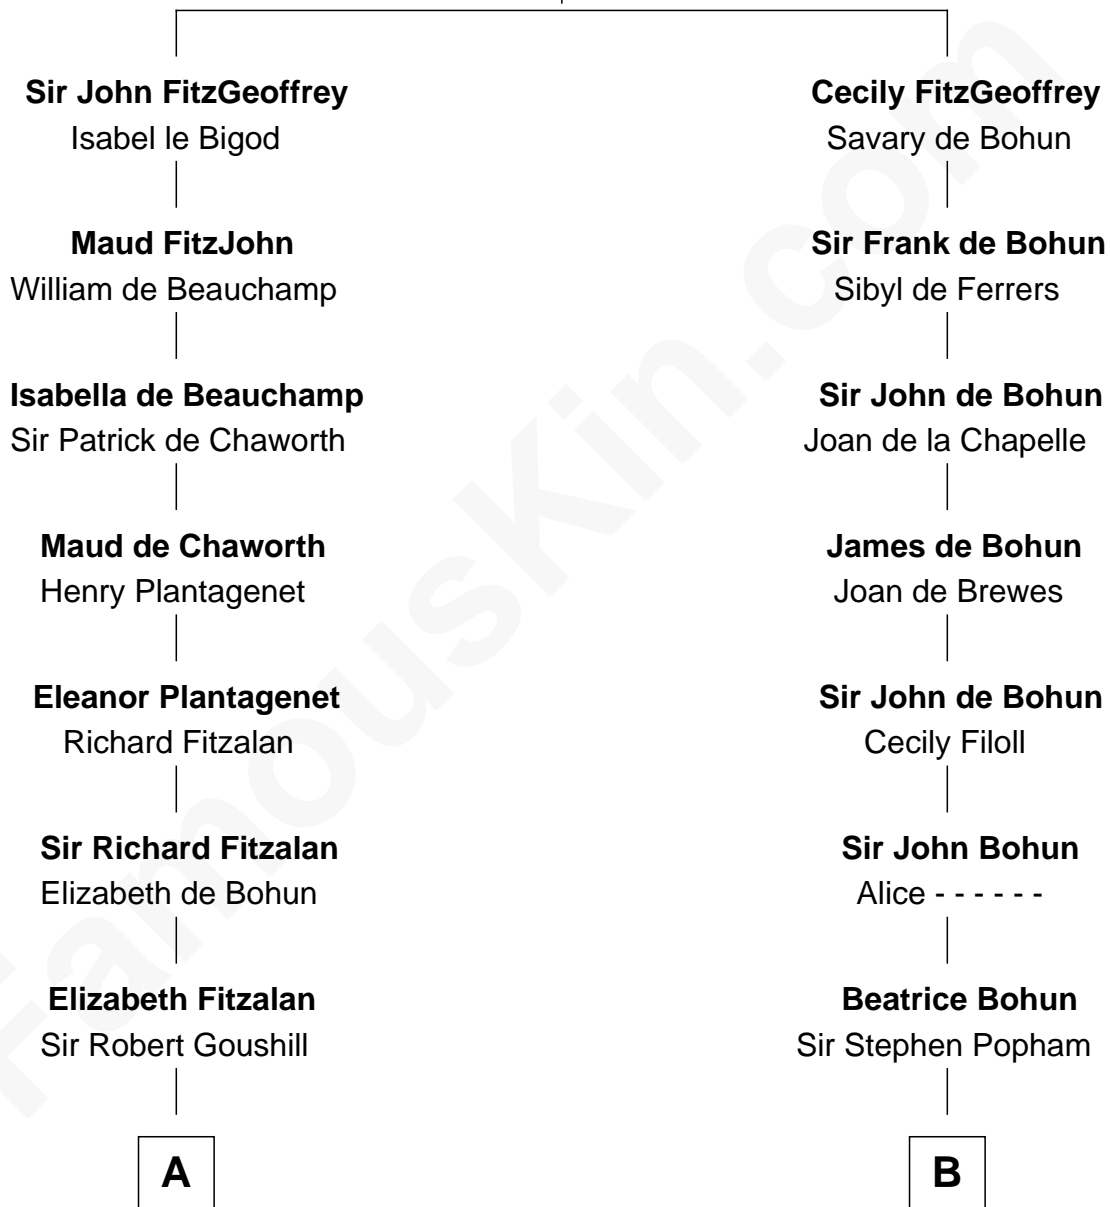 Sir John FitzGeoffrey
Isabel le Bigod
Maud FitzJohn
William de Beauchamp
Isabella de Beauchamp
Sir Patrick de Chaworth
Maud de Chaworth
Henry Plantagenet
Eleanor Plantagenet
Richard Fitzalan
Sir Richard Fitzalan
Elizabeth de Bohun
Elizabeth Fitzalan
Sir Robert Goushill
A
Cecily FitzGeoffrey
Savary de Bohun
Sir Frank de Bohun
Sibyl de Ferrers
Sir John de Bohun
Joan de la Chapelle
James de Bohun
Joan de Brewes
Sir John de Bohun
Cecily Filoll
Sir John Bohun
Alice - - - - - -
Beatrice Bohun
Sir Stephen Popham
B
FamousKin.com